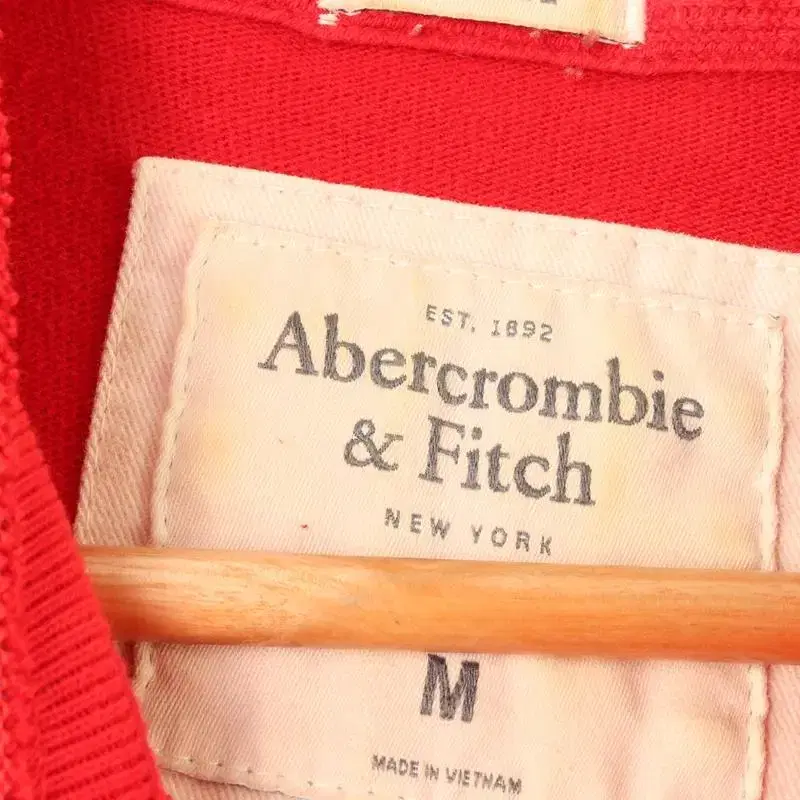 EST. 1892
Abercrombie
& Fitch
NEW YORK
M
MADE IN VIETNAM